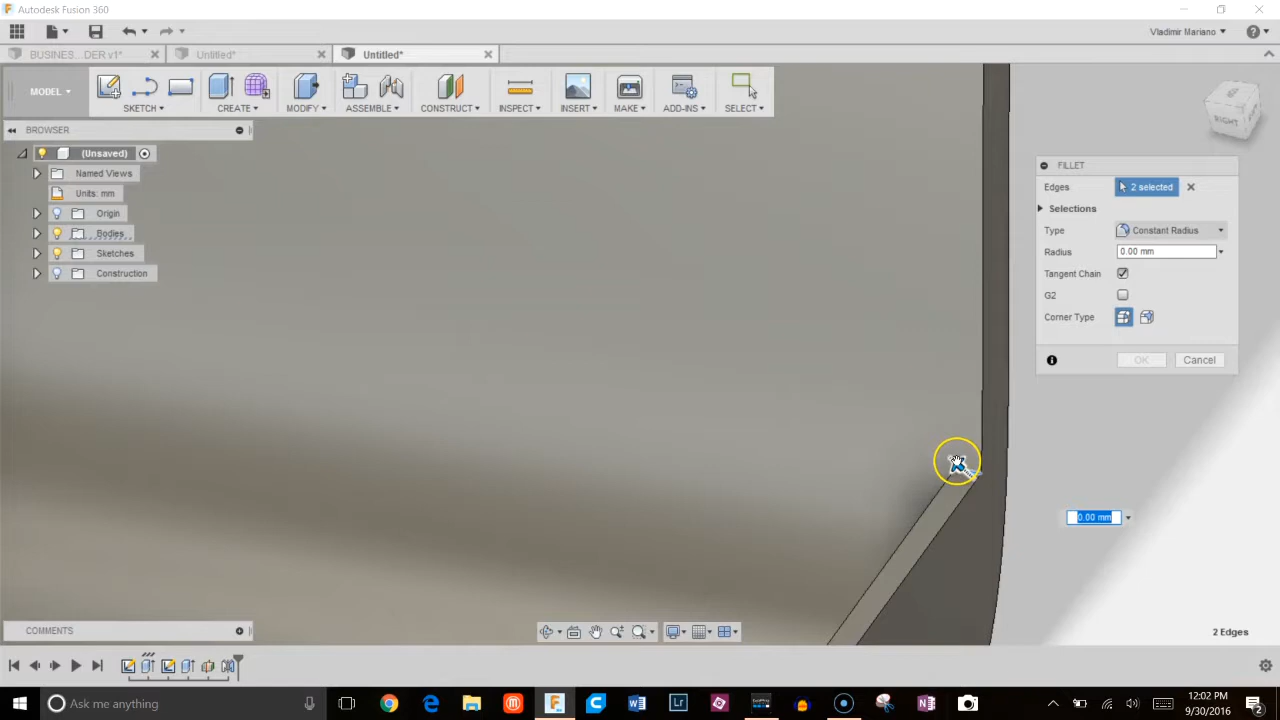 Autodesk Fusion 360
Vladimir Mariano
BUSINES... DER v1*
Untitled*
Untitled*
MODEL
SKETCH
CREATE
MODIFY
ASSEMBLE
CONSTRUCT
INSPECT
INSERT
MAKE
ADD-INS
SELECT
BROWSER
(Unsaved)
Named Views
Units: mm
Origin
Bodies
Sketches
Construction
RIGHT
FILLET
Edges 2 selected
Selections
Type Constant Radius
Radius 0.00 mm
Tangent Chain
G2
Corner Type
OK Cancel
0.00 mm
COMMENTS
2 Edges
Ask me anything
12:02 PM
9/30/2016
2